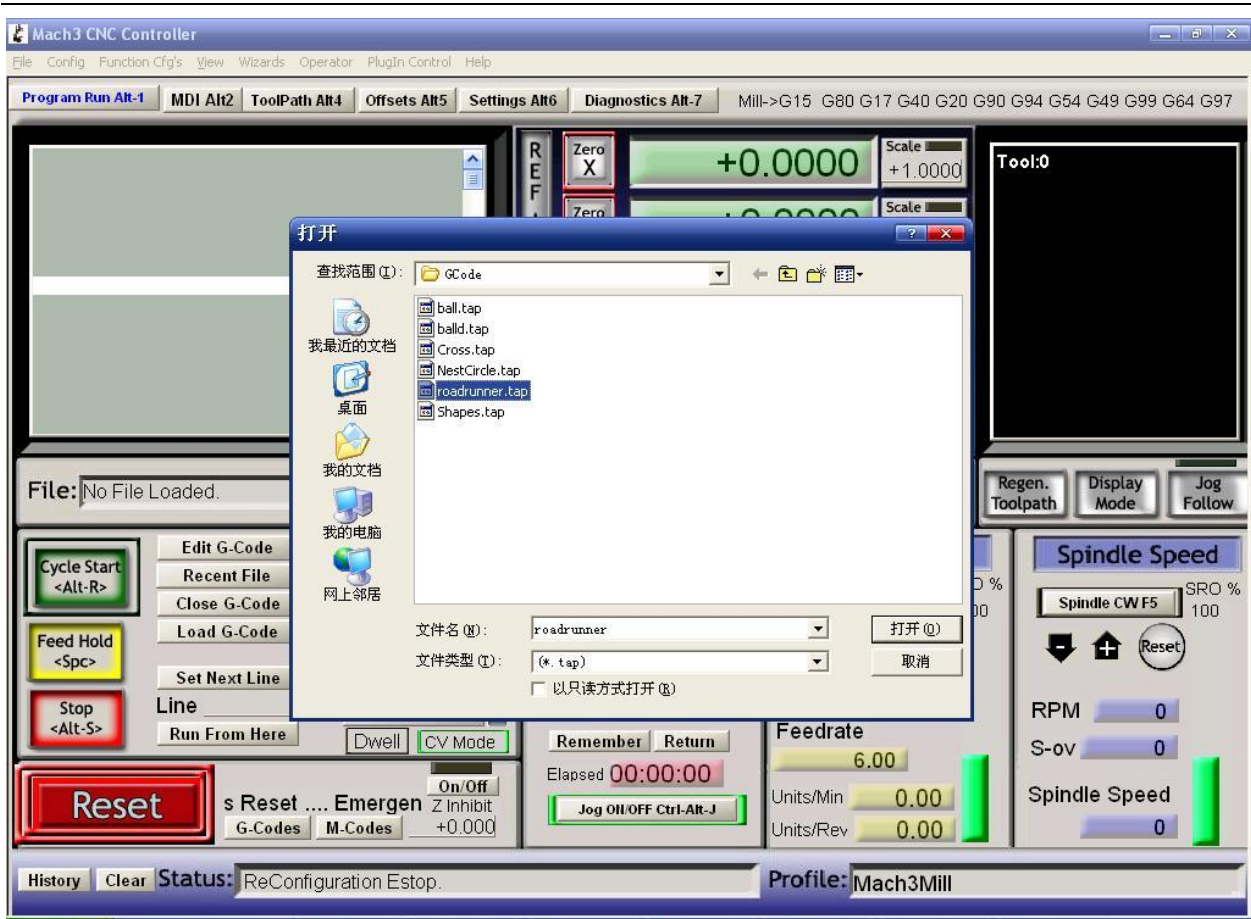 Mach3 CNC Controller
File Config Function Cfg's View Wizards Operator PlugIn Control Help
Program Run Alt-1 MDI Alt2 ToolPath Alt4 Offsets Alt5 Settings Alt6 Diagnostics Alt-7 Mill->G15 G80 G17 G40 G20 G90 G94 G54 G49 G99 G64 G97
R
E
F
Zero
X
+0.0000
Scale
+1.0000
Zero
Scale
Tool:0
打开
查找范围(I):
GCode
我最近的文档
桌面
我的文档
我的电脑
网上邻居
ball.tap
balld.tap
Cross.tap
NestCircle.tap
roadrunner.tap
Shapes.tap
文件名(N):
roadrunner
打开(O)
文件类型(T):
(*.tap)
取消
以只读方式打开(R)
File: No File Loaded.
Regen.
Toolpath
Display
Mode
Jog
Follow
Cycle Start
<Alt-R>
Feed Hold
<Spc>
Stop
<Alt-S>
Edit G-Code
Recent File
Close G-Code
Load G-Code
Set Next Line
Line
Run From Here
Dwell
CV Mode
Reset
s Reset .... Emergen
G-Codes
M-Codes
On/Off
Z Inhibit
+0.000
Remember
Return
Elapsed 00:00:00
Jog ON/OFF Ctrl-Alt-J
Feedrate
6.00
Units/Min 0.00
Units/Rev 0.00
Spindle Speed
Spindle CW F5
SRO %
100
Reset
RPM 0
S-ov 0
Spindle Speed
0
History
Clear
Status: ReConfiguration Estop.
Profile: Mach3Mill